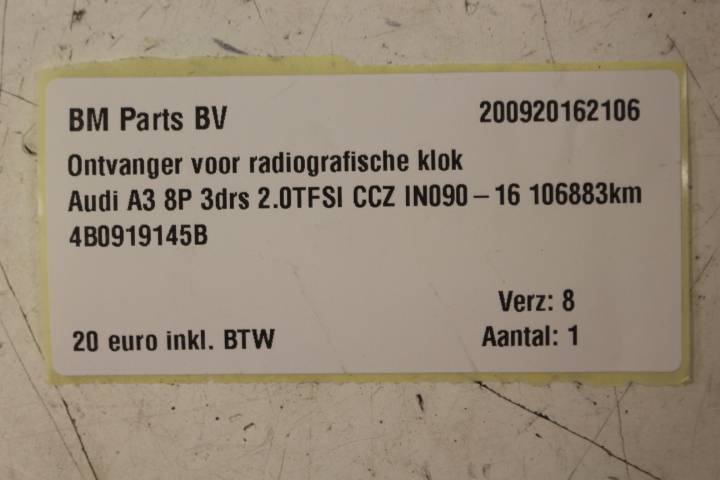 BM Parts BV 200920162106
Ontvanger voor radiografische klok
Audi A3 8P 3drs 2.0TFSI CCZ IN090 – 16 106883km
4B0919145B
Verz: 8
20 euro inkl. BTW Aantal: 1